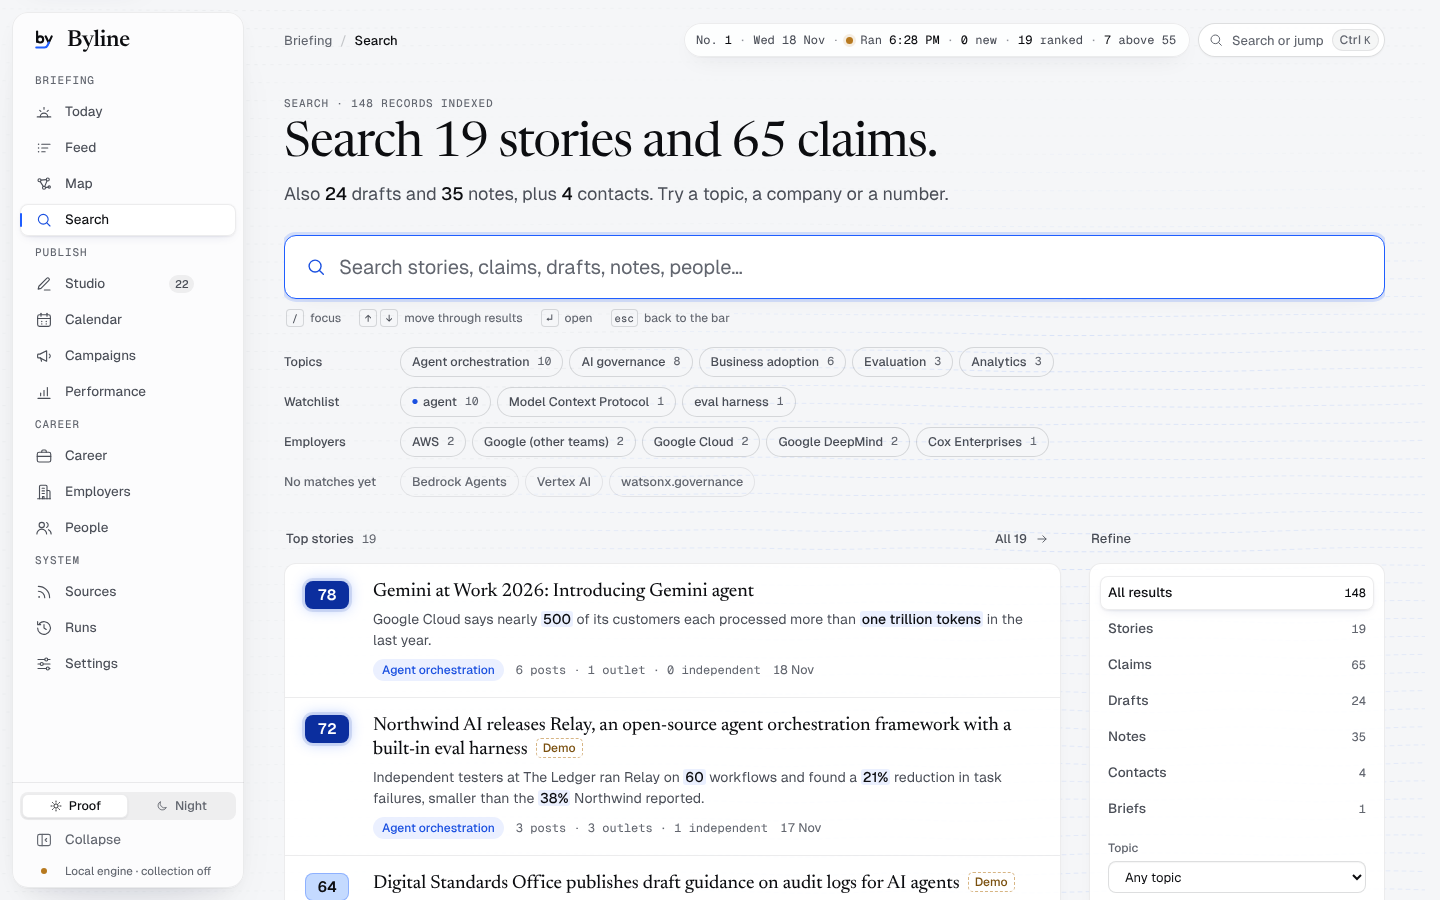 by Byline
BRIEFING
Today
Feed
Map
Search
PUBLISH
Studio 22
Calendar
Campaigns
Performance
CAREER
Career
Employers
People
SYSTEM
Sources
Runs
Settings
Proof Night
Collapse
Local engine · collection off
Briefing / Search
No. 1 · Wed 18 Nov · Ran 6:28 PM · 0 new · 19 ranked · 7 above 55
Search or jump Ctrl K
SEARCH · 148 RECORDS INDEXED
Search 19 stories and 65 claims.
Also 24 drafts and 35 notes, plus 4 contacts. Try a topic, a company or a number.
Search stories, claims, drafts, notes, people…
/ focus ↑ ↓ move through results ↵ open esc back to the bar
Topics Agent orchestration 10 AI governance 8 Business adoption 6 Evaluation 3 Analytics 3
Watchlist agent 10 Model Context Protocol 1 eval harness 1
Employers AWS 2 Google (other teams) 2 Google Cloud 2 Google DeepMind 2 Cox Enterprises 1
No matches yet Bedrock Agents Vertex AI watsonx.governance
Top stories 19 All 19 →
78 Gemini at Work 2026: Introducing Gemini agent
Google Cloud says nearly 500 of its customers each processed more than one trillion tokens in the
last year.
Agent orchestration 6 posts · 1 outlet · 0 independent 18 Nov
72 Northwind AI releases Relay, an open-source agent orchestration framework with a
built-in eval harness Demo
Independent testers at The Ledger ran Relay on 60 workflows and found a 21% reduction in task
failures, smaller than the 38% Northwind reported.
Agent orchestration 3 posts · 3 outlets · 1 independent 17 Nov
64 Digital Standards Office publishes draft guidance on audit logs for AI agents Demo
Refine
All results 148
Stories 19
Claims 65
Drafts 24
Notes 35
Contacts 4
Briefs 1
Topic
Any topic